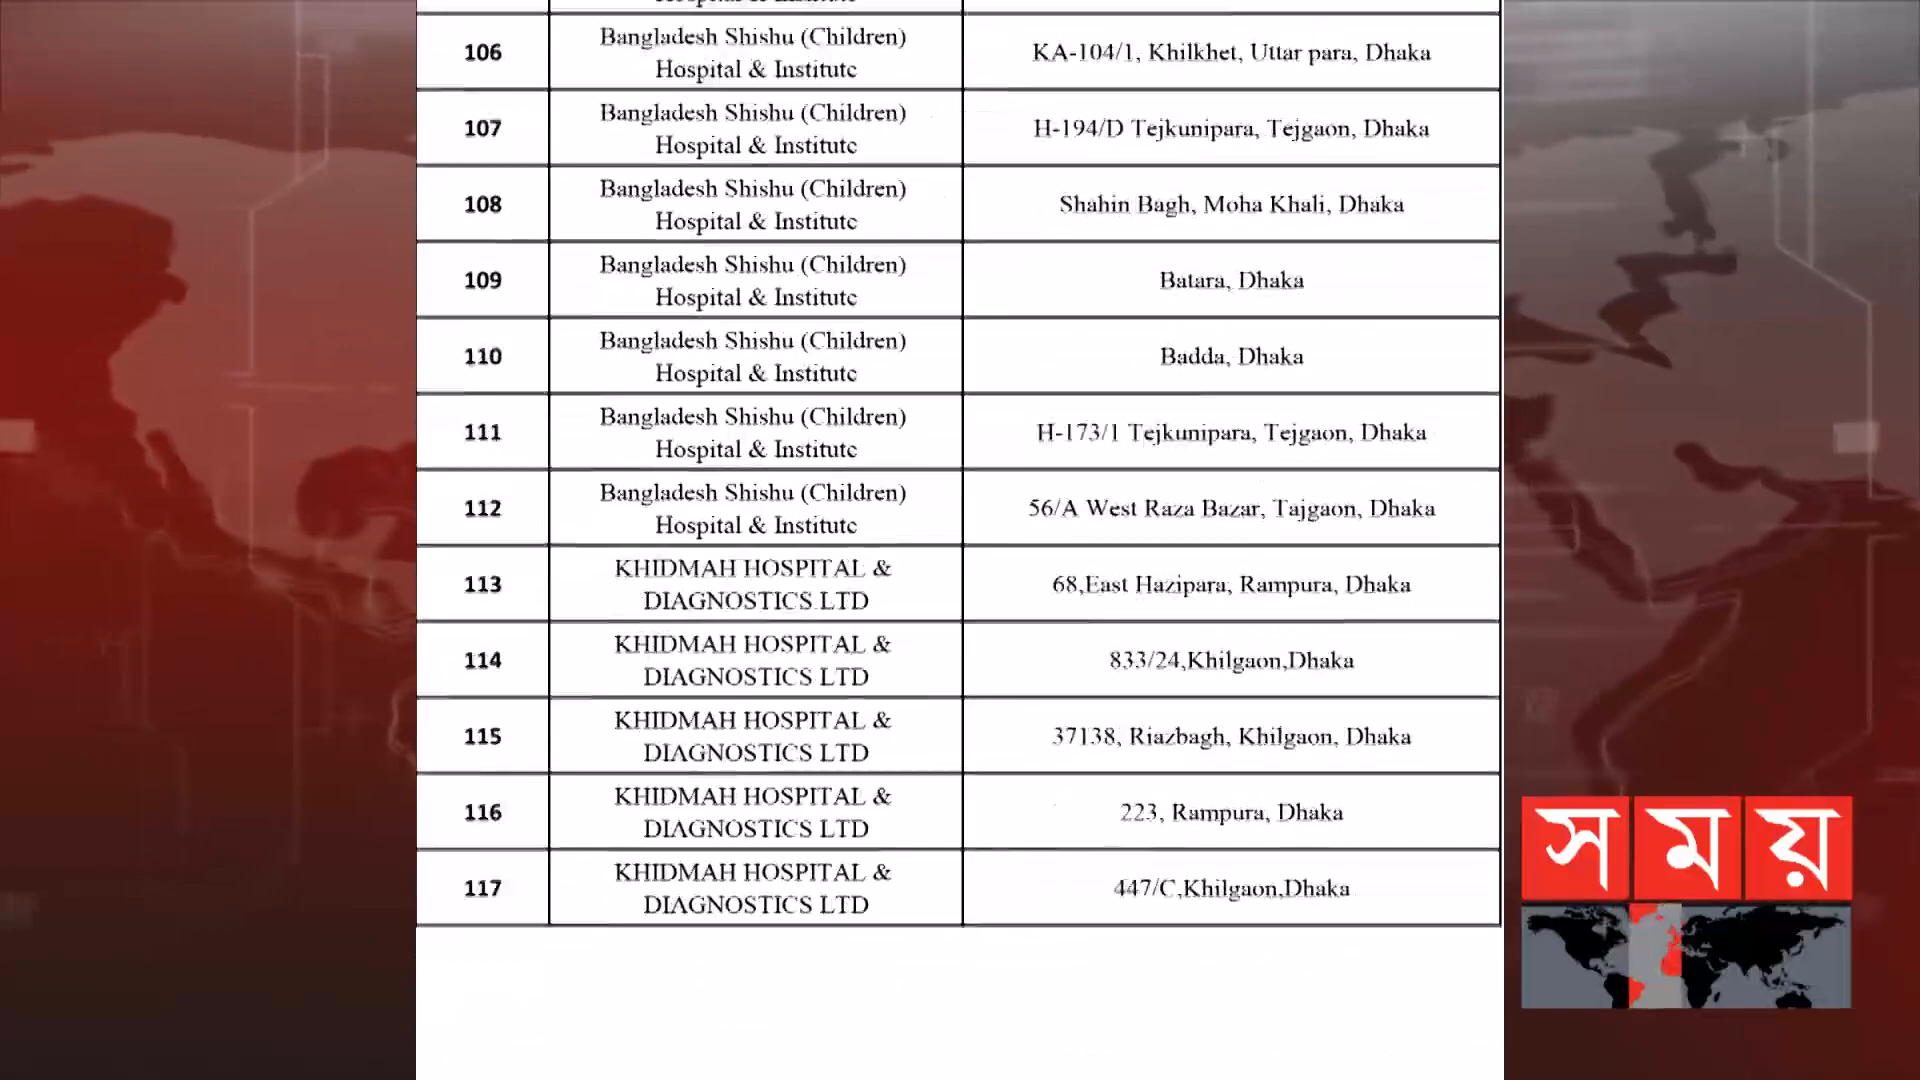 106
Bangladesh Shishu (Children)
Hospital & Institute
KA-104/1, Khilkhet, Uttar para, Dhaka
107
Bangladesh Shishu (Children)
Hospital & Institute
H-194/D Tejkunipara, Tejgaon, Dhaka
108
Bangladesh Shishu (Children)
Hospital & Institute
Shahin Bagh, Moha Khali, Dhaka
109
Bangladesh Shishu (Children)
Hospital & Institute
Batara, Dhaka
110
Bangladesh Shishu (Children)
Hospital & Institute
Badda, Dhaka
111
Bangladesh Shishu (Children)
Hospital & Institute
H-173/1 Tejkunipara, Tejgaon, Dhaka
112
Bangladesh Shishu (Children)
Hospital & Institute
56/A West Raza Bazar, Tajgaon, Dhaka
113
KHIDMAH HOSPITAL &
DIAGNOSTICS LTD
68,East Hazipara, Rampura, Dhaka
114
KHIDMAH HOSPITAL &
DIAGNOSTICS LTD
833/24,Khilgaon,Dhaka
115
KHIDMAH HOSPITAL &
DIAGNOSTICS LTD
37138, Riazbagh, Khilgaon, Dhaka
116
KHIDMAH HOSPITAL &
DIAGNOSTICS LTD
223, Rampura, Dhaka
117
KHIDMAH HOSPITAL &
DIAGNOSTICS LTD
447/C,Khilgaon,Dhaka
সময়